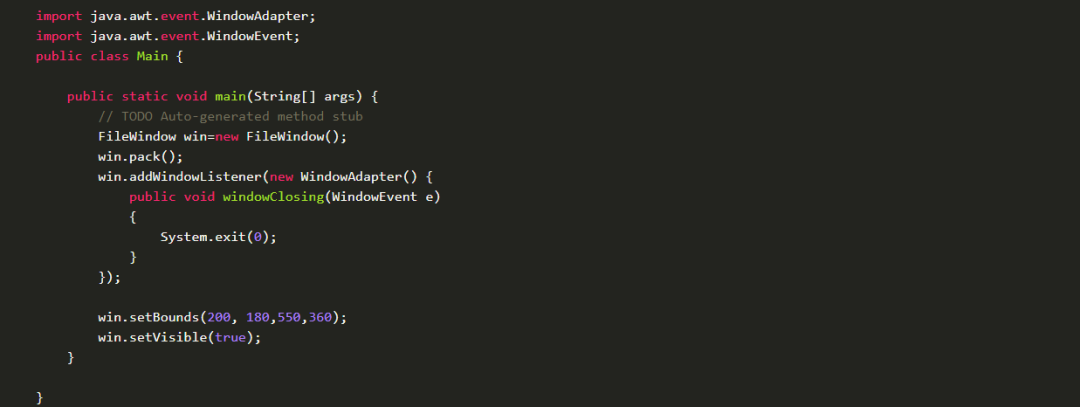 import java.awt.event.WindowAdapter;
import java.awt.event.WindowEvent;
public class Main {
public static void main(String[] args) {
// TODO Auto-generated method stub
FileWindow win=new FileWindow();
win.pack();
win.addWindowListener(new WindowAdapter() {
public void windowClosing(WindowEvent e)
{
System.exit(0);
}
});
win.setBounds(200, 180,550,360);
win.setVisible(true);
}
}